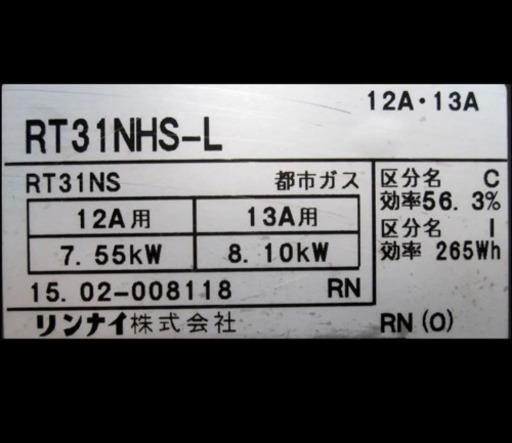 12A・13A
RT31NHS-L
RT31NS 都市ガス
12A用 13A用
7.55kW 8.10kW
15.02-008118 RN
リンナイ株式会社
区分名 C
効率56.3%
区分名 I
効率 265Wh
RN(O)